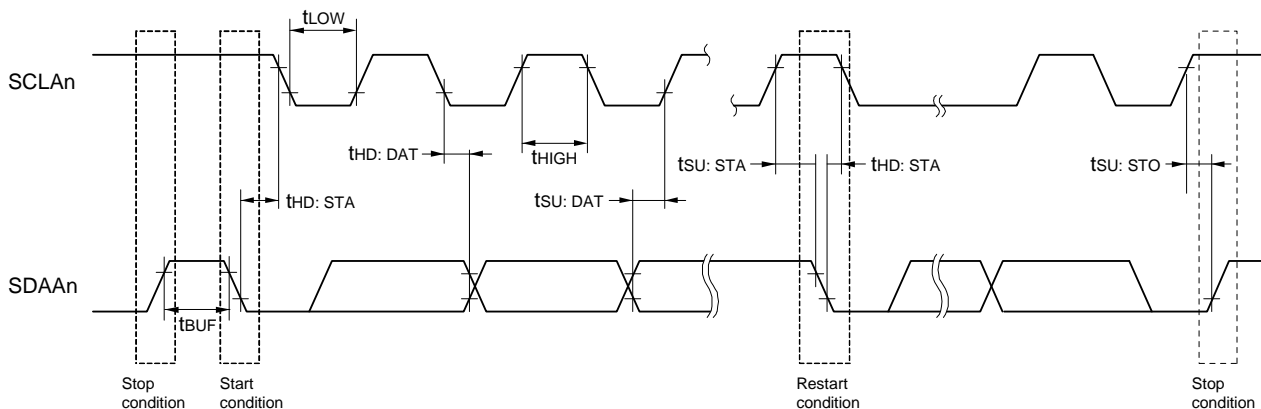 tLOW
SCLAn
tHD: DAT
tHIGH
tSU: STA
tHD: STA
tSU: STO
tHD: STA
tSU: DAT
SDAAn
tBUF
Stop
condition
Start
condition
Restart
condition
Stop
condition